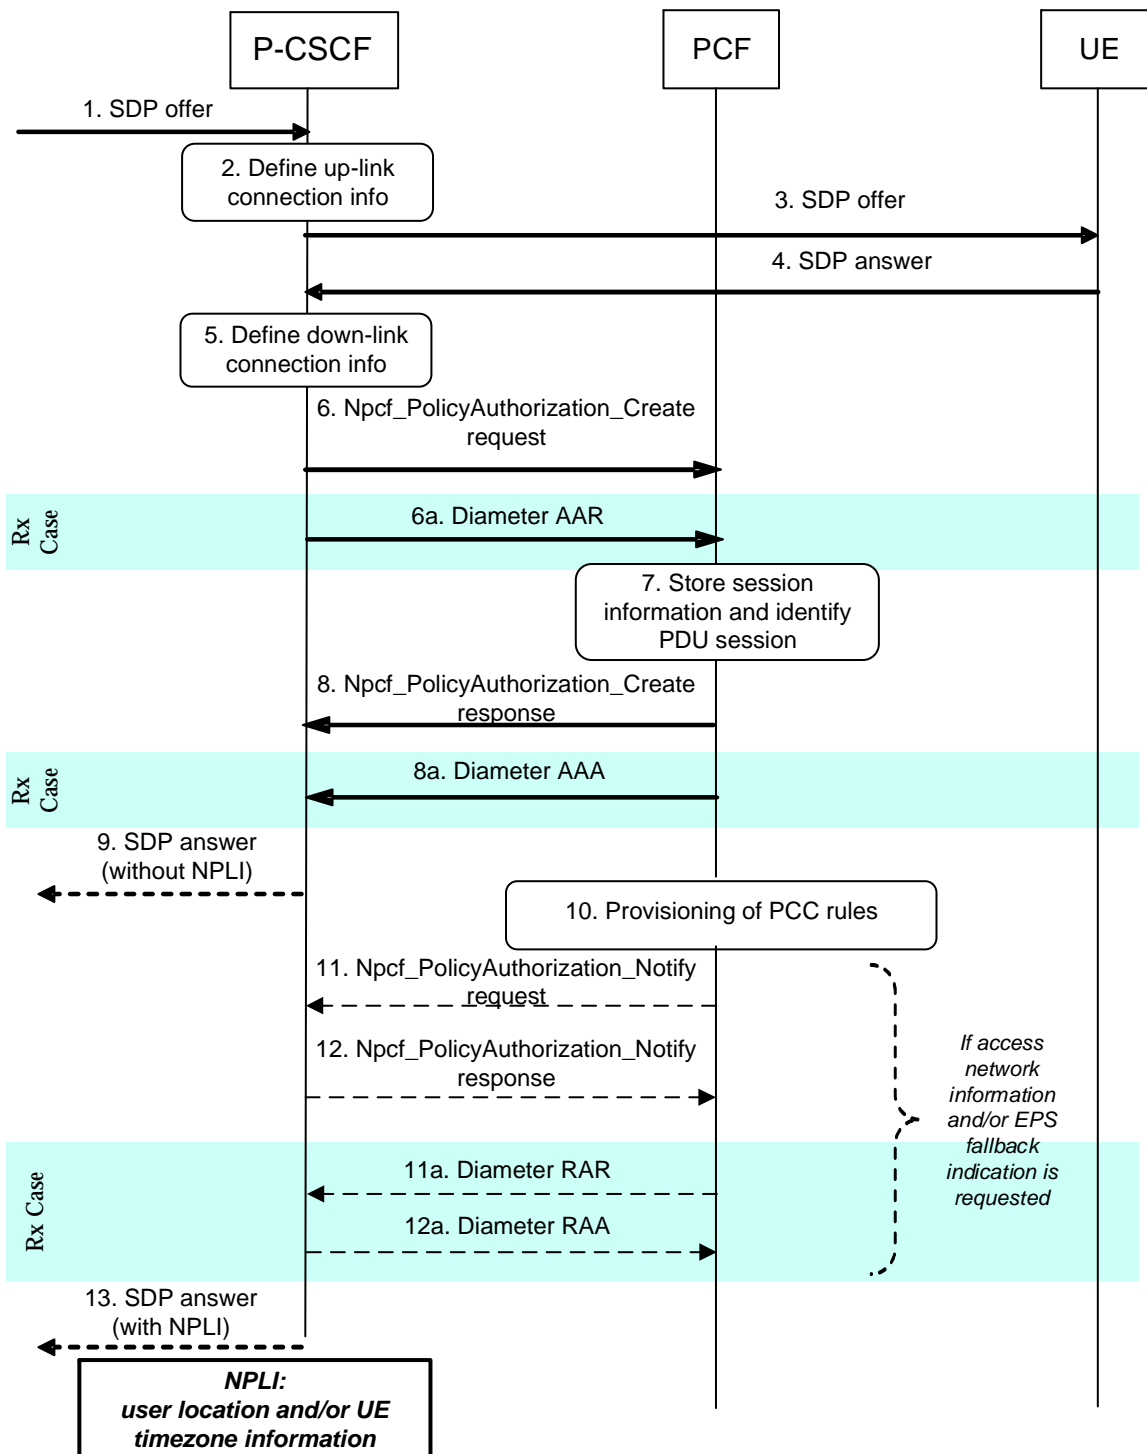 P-CSCF
PCF
UE
1. SDP offer
2. Define up-link
connection info
3. SDP offer
4. SDP answer
5. Define down-link
connection info
6. Npcf_PolicyAuthorization_Create
request
Rx
Case
6a. Diameter AAR
7. Store session
information and identify
PDU session
8. Npcf_PolicyAuthorization_Create
response
Rx
Case
8a. Diameter AAA
9. SDP answer
(without NPLI)
10. Provisioning of PCC rules
11. Npcf_PolicyAuthorization_Notify
request
12. Npcf_PolicyAuthorization_Notify
response
If access
network
information
and/or EPS
fallback
indication is
requested
Rx Case
11a. Diameter RAR
12a. Diameter RAA
13. SDP answer
(with NPLI)
NPLI:
user location and/or UE
timezone information